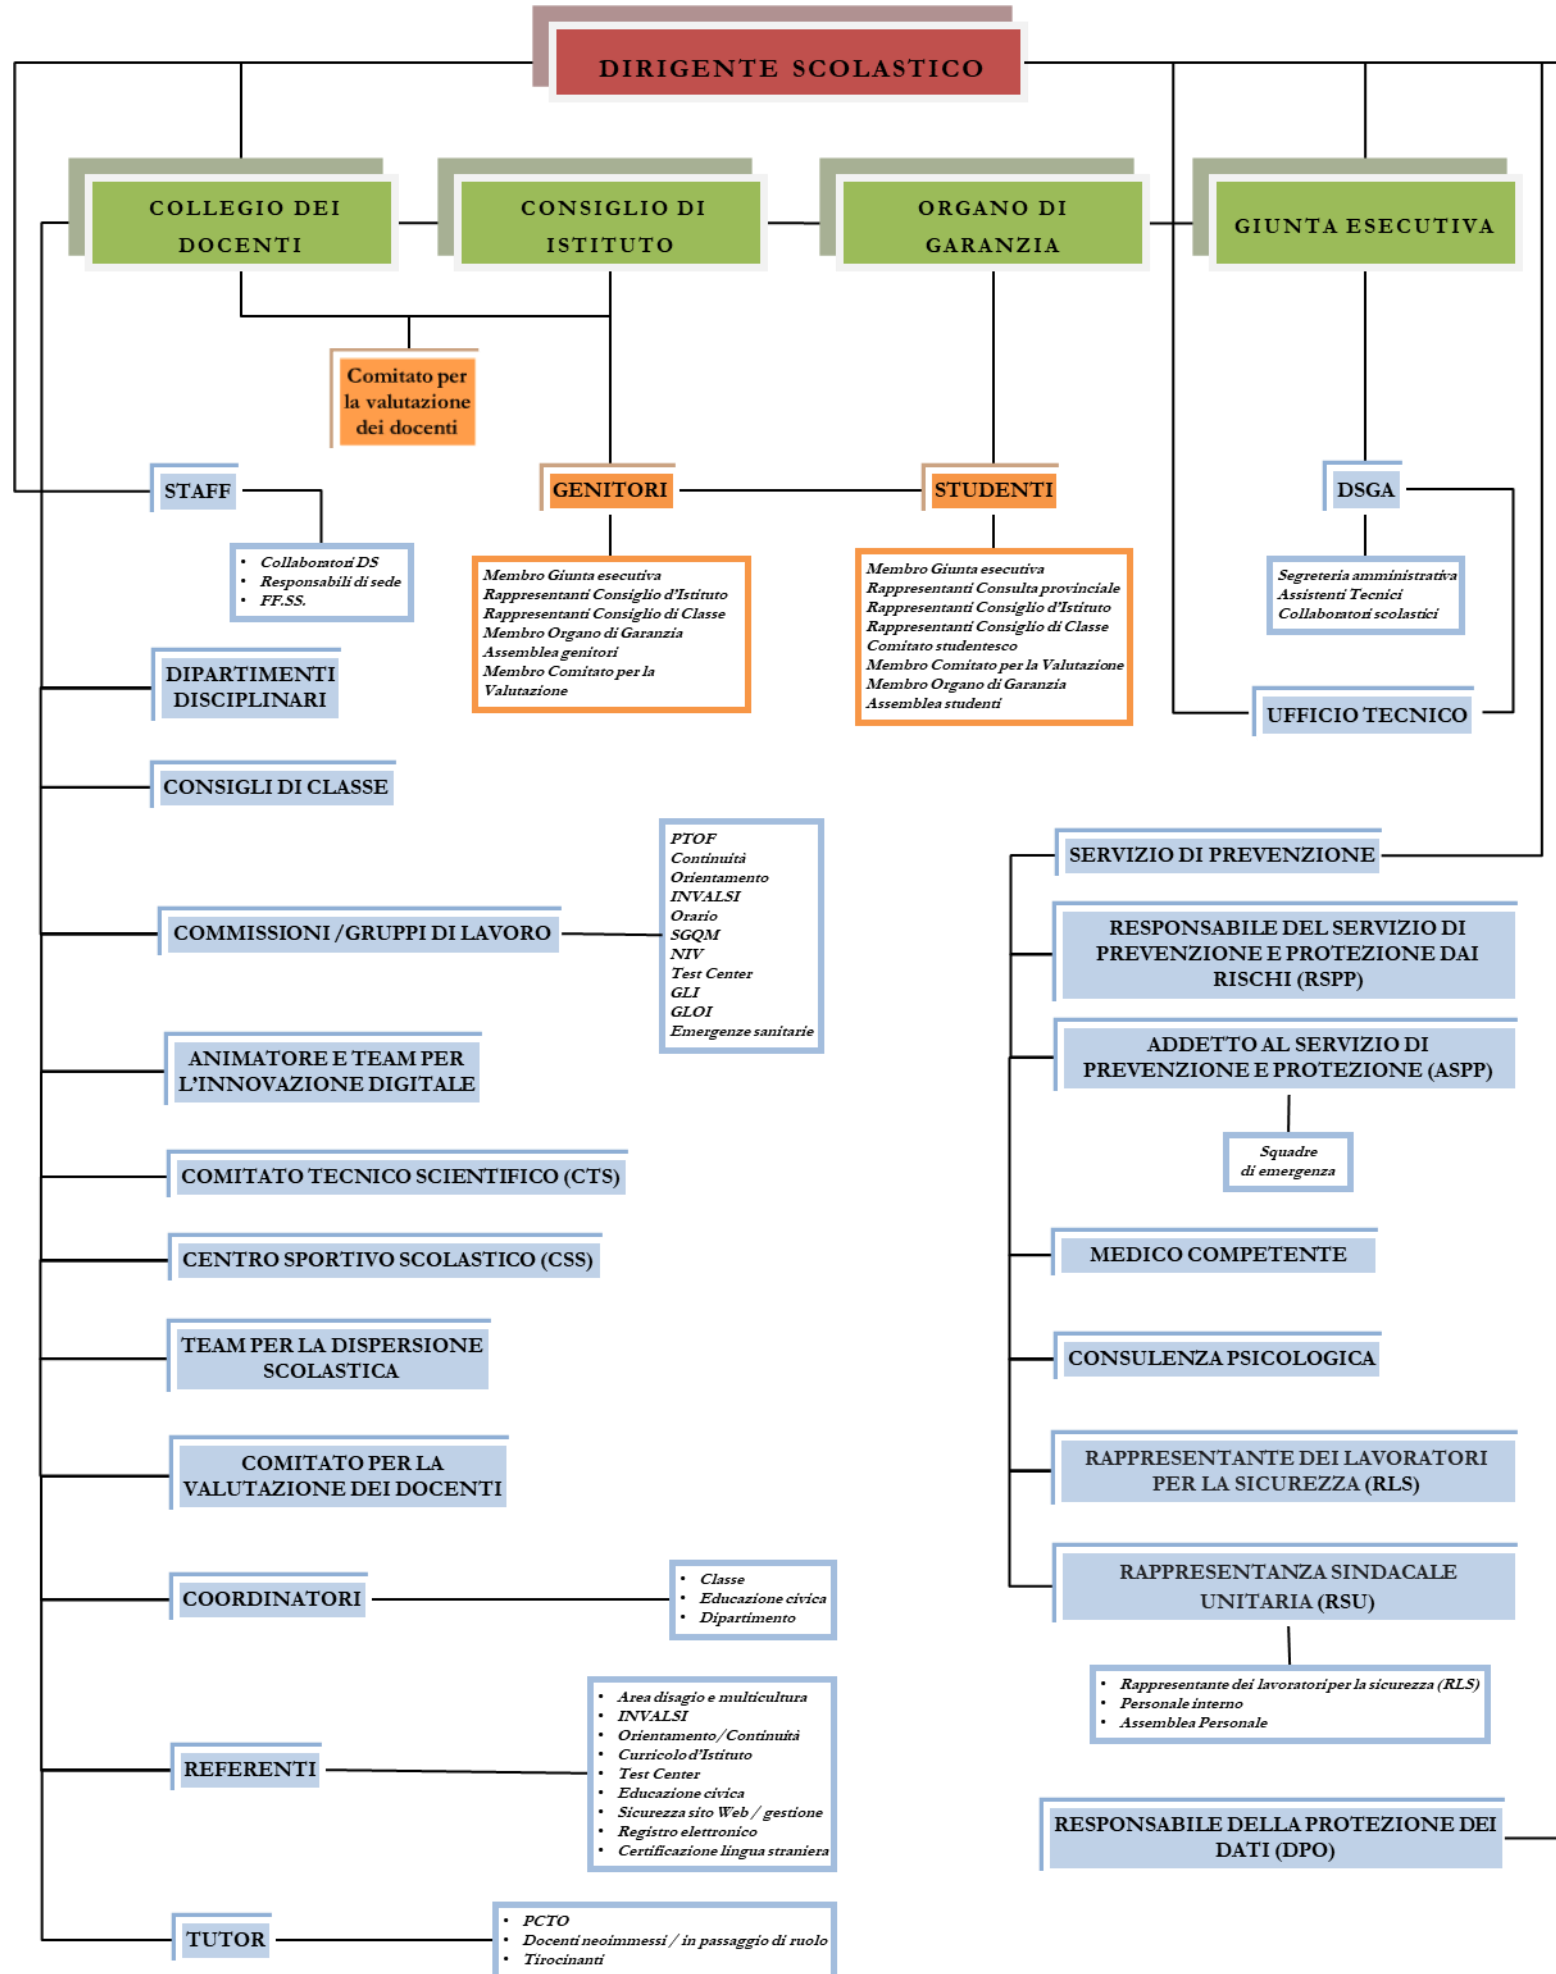 DIRIGENTE SCOLASTICO
COLLEGIO DEI
DOCENTI
CONSIGLIO DI
ISTITUTO
ORGANO DI
GARANZIA
GIUNTA ESECUTIVA
Comitato per
la valutazione
dei docenti
STAFF
• Collaboratori DS
• Responsabili di sede
• FF.SS.
GENITORI
Membro Giunta esecutiva
Rappresentanti Consiglio d'Istituto
Rappresentanti Consiglio di Classe
Membro Organo di Garanzia
Assemblea genitori
Membro Comitato per la
Valutazione
STUDENTI
Membro Giunta esecutiva
Rappresentanti Consulta provinciale
Rappresentanti Consiglio d'Istituto
Rappresentanti Consiglio di Classe
Comitato studentesco
Membro Comitato per la Valutazione
Membro Organo di Garanzia
Assemblea studenti
DSGA
Segreteria amministrativa
Assistenti Tecnici
Collaboratori scolastici
UFFICIO TECNICO
DIPARTIMENTI
DISCIPLINARI
CONSIGLI DI CLASSE
COMMISSIONI /GRUPPI DI LAVORO
PTOF
Continuità
Orientamento
INVALSI
Orario
SGQM
NIV
Test Center
GLI
GLOI
Emergenze sanitarie
ANIMATORE E TEAM PER
L'INNOVAZIONE DIGITALE
COMITATO TECNICO SCIENTIFICO (CTS)
CENTRO SPORTIVO SCOLASTICO (CSS)
TEAM PER LA DISPERSIONE
SCOLASTICA
COMITATO PER LA
VALUTAZIONE DEI DOCENTI
COORDINATORI
• Classe
• Educazione civica
• Dipartimento
REFERENTI
• Area disagio e multicultura
• INVALSI
• Orientamento/Continuità
• Curricolo d'Istituto
• Test Center
• Educazione civica
• Sicurezza sito Web / gestione
• Registro elettronico
• Certificazione lingua straniera
TUTOR
• PCTO
• Docenti neoimmessi / in passaggio di ruolo
• Tirocinanti
SERVIZIO DI PREVENZIONE
RESPONSABILE DEL SERVIZIO DI
PREVENZIONE E PROTEZIONE DAI
RISCHI (RSPP)
ADDETTO AL SERVIZIO DI
PREVENZIONE E PROTEZIONE (ASPP)
Squadre
di emergenza
MEDICO COMPETENTE
CONSULENZA PSICOLOGICA
RAPPRESENTANTE DEI LAVORATORI
PER LA SICUREZZA (RLS)
RAPPRESENTANZA SINDACALE
UNITARIA (RSU)
• Rappresentante dei lavoratori per la sicurezza (RLS)
• Personale interno
• Assemblea Personale
RESPONSABILE DELLA PROTEZIONE DEI
DATI (DPO)